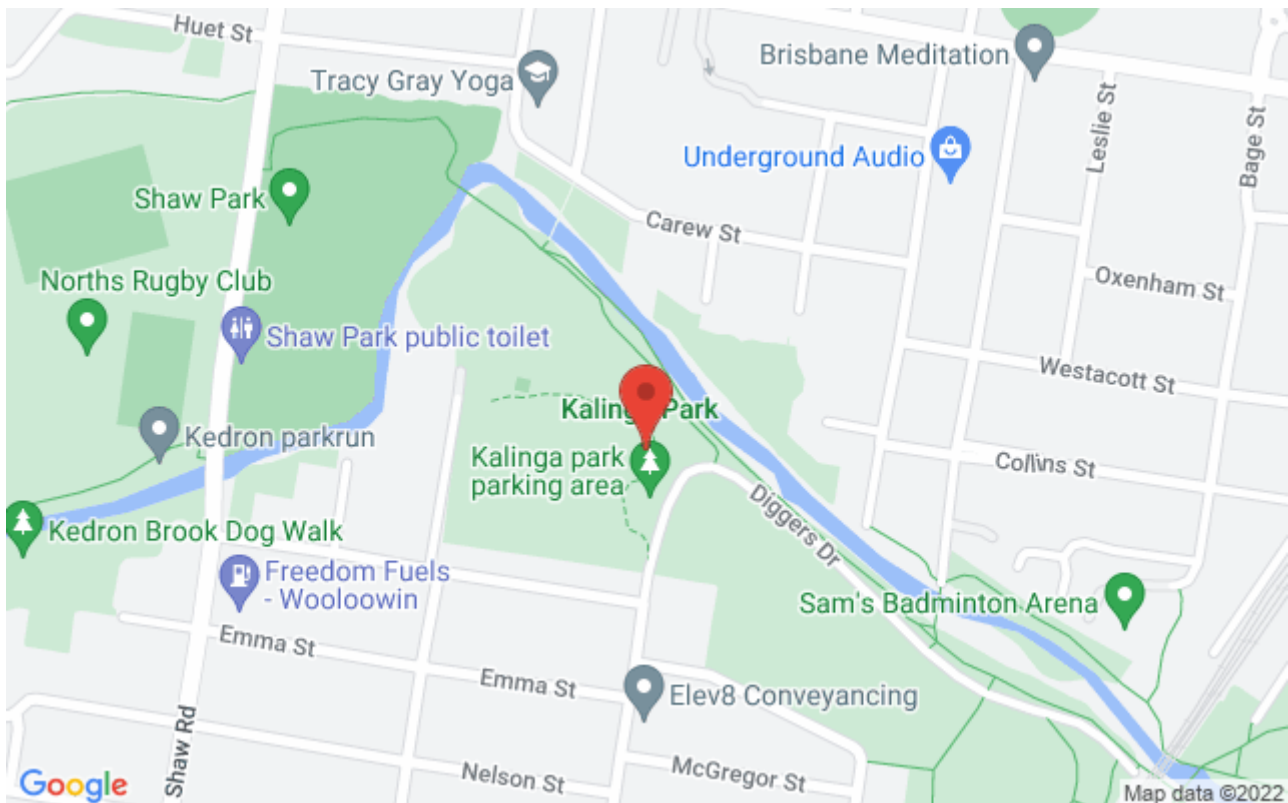 Huet St
Tracy Gray Yoga
Brisbane Meditation
Leslie St
Bage St
Underground Audio
Shaw Park
Carew St
Oxenham St
Norths Rugby Club
Shaw Park public toilet
Westacott St
Kalinga Park
Kedron parkrun
Kalinga park
parking area
Collins St
Diggers Dr
Kedron Brook Dog Walk
Freedom Fuels
- Wooloowin
Sam's Badminton Arena
Emma St
Emma St
Elev8 Conveyancing
Shaw Rd
Nelson St
McGregor St
Google
Map data ©2022